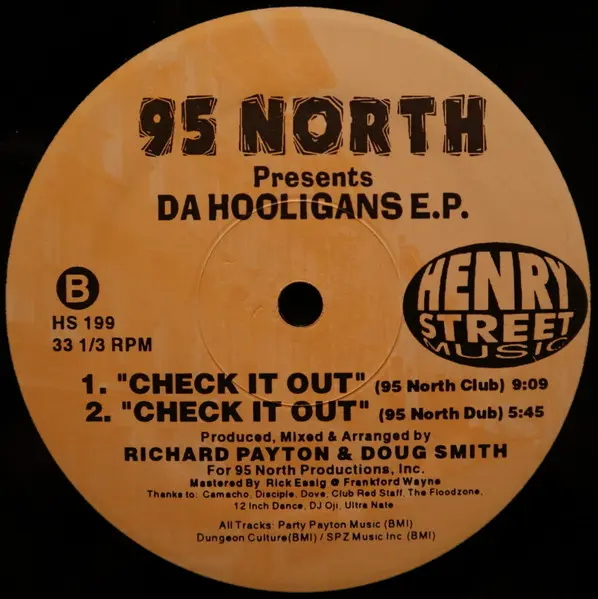 95 NORTH
Presents
DA HOOLIGANS E.P.
HENRY
STREET
MUSIC
B
HS 199
33 1/3 RPM
1. "CHECK IT OUT" (95 North Club) 9:09
2. "CHECK IT OUT" (95 North Dub) 5:45
Produced, Mixed & Arranged by
RICHARD PAYTON & DOUG SMITH
For 95 North Productions, Inc.
Mastered By Rick Essig @ Frankford Wayne
Thanks to: Camacho, Disciple, Dove, Club Red Staff, The Floodzone,
12 Inch Dance, DJ Oji, Ultra Nate
All Tracks: Party Payton Music (BMI)
Dungeon Culture(BMI) / SPZ Music Inc. (BMI)